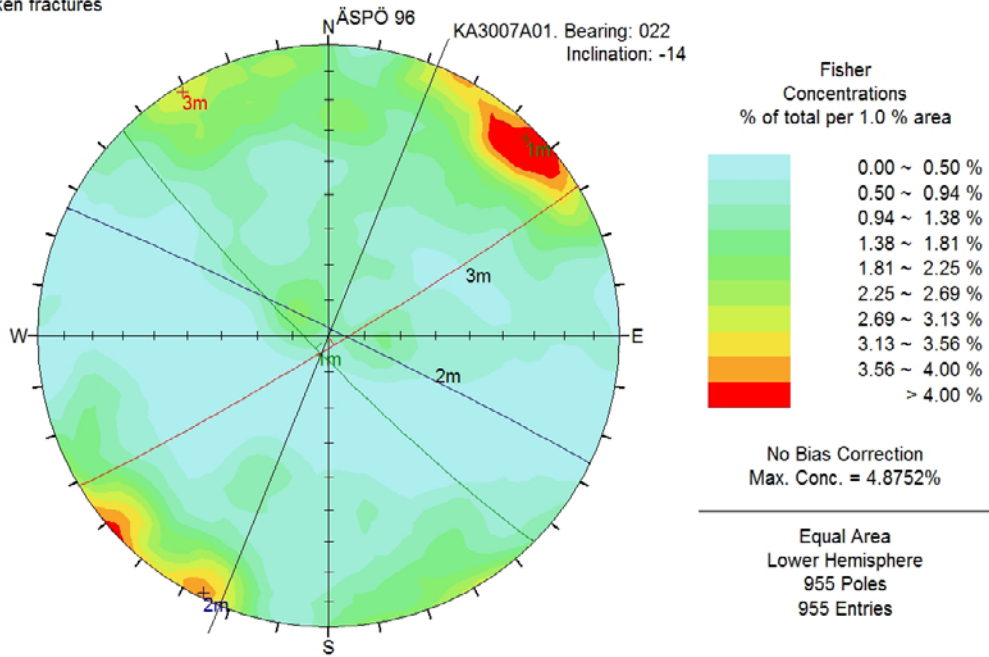 fractures
ÄSPÖ 96
N
KA3007A01. Bearing: 022
Inclination: -14
3m
1m
3m
W
E
1m
2m
2m
S
Fisher
Concentrations
% of total per 1.0 % area
0.00 ~ 0.50 %
0.50 ~ 0.94 %
0.94 ~ 1.38 %
1.38 ~ 1.81 %
1.81 ~ 2.25 %
2.25 ~ 2.69 %
2.69 ~ 3.13 %
3.13 ~ 3.56 %
3.56 ~ 4.00 %
> 4.00 %
No Bias Correction
Max. Conc. = 4.8752%
Equal Area
Lower Hemisphere
955 Poles
955 Entries